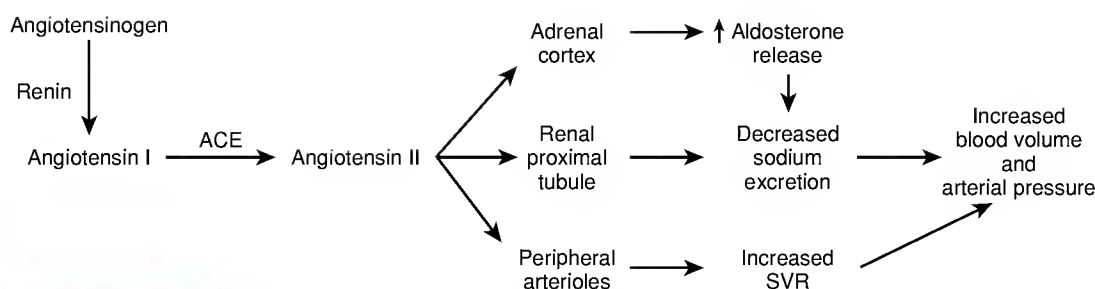 Angiotensinogen
Renin
Angiotensin I
ACE
Angiotensin II
Adrenal
cortex
Aldosterone
release
Renal
proximal
tubule
Decreased
sodium
excretion
Peripheral
arterioles
Increased
SVR
Increased
blood volume
and
arterial pressure